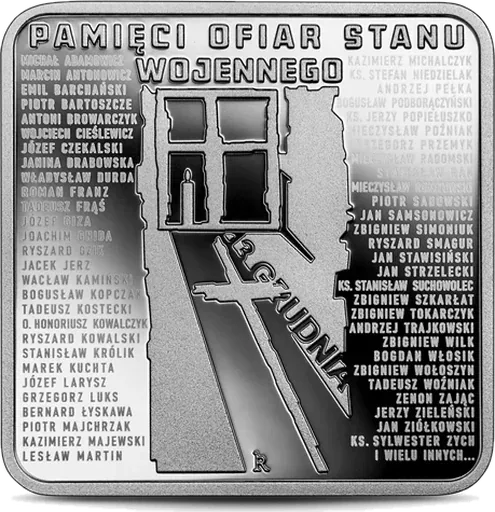 PAMIĘCI OFIAR STANU
WOJENNEGO
MICHAŁ ADAMOWICZ
MARCIN ANTONOWICZ
EMIL BARCHAŃSKI
PIOTR BARTOSZCZE
ANTONI BROWARCZYK
WOJCIECH CIEŚLEWICZ
JÓZEF CZEKALSKI
JANINA DRABOWSKA
WŁADYSŁAW DURDA
ROMAN FRANZ
TADEUSZ FRĄŚ
JÓZEF GIZA
JOACHIM GNIDA
RYSZARD GZIK
JACEK JERZ
WACŁAW KAMIŃSKI
BOGUSŁAW KOPCZAK
TADEUSZ KOSTECKI
O. HONORIUSZ KOWALCZYK
RYSZARD KOWALSKI
STANISŁAW KRÓLIK
MAREK KUCHTA
JÓZEF LARYSZ
GRZEGORZ LUKS
BERNARD ŁYSKAWA
PIOTR MAJCHRZAK
KAZIMIERZ MAJEWSKI
LESŁAW MARTIN
13 GRUDNIA
KAZIMIERZ MICHALCZYK
KS. STEFAN NIEDZIELAK
ANDRZEJ PEŁKA
BOGUSŁAW PODBORĄCZYŃSKI
KS. JERZY POPIEŁUSZKO
MIECZYSŁAW POŹNIAK
GRZEGORZ PRZEMYK
MIECZYSŁAW RADOMSKI
MIECZYSŁAW
PIOTR SADOWSKI
JAN SAMSONOWICZ
ZBIGNIEW SIMONIUK
RYSZARD SMAGUR
JAN STAWISIŃSKI
JAN STRZELECKI
KS. STANISŁAW SUCHOWOLEC
ZBIGNIEW SZKARŁAT
ZBIGNIEW TOKARCZYK
ANDRZEJ TRAJKOWSKI
ZBIGNIEW WILK
BOGDAN WŁOSIK
ZBIGNIEW WOŁOSZYN
TADEUSZ WOŹNIAK
ZENON ZAJĄC
JERZY ZIELEŃSKI
JAN ZIÓŁKOWSKI
KS. SYLWESTER ZYCH
I WIELU INNYCH...